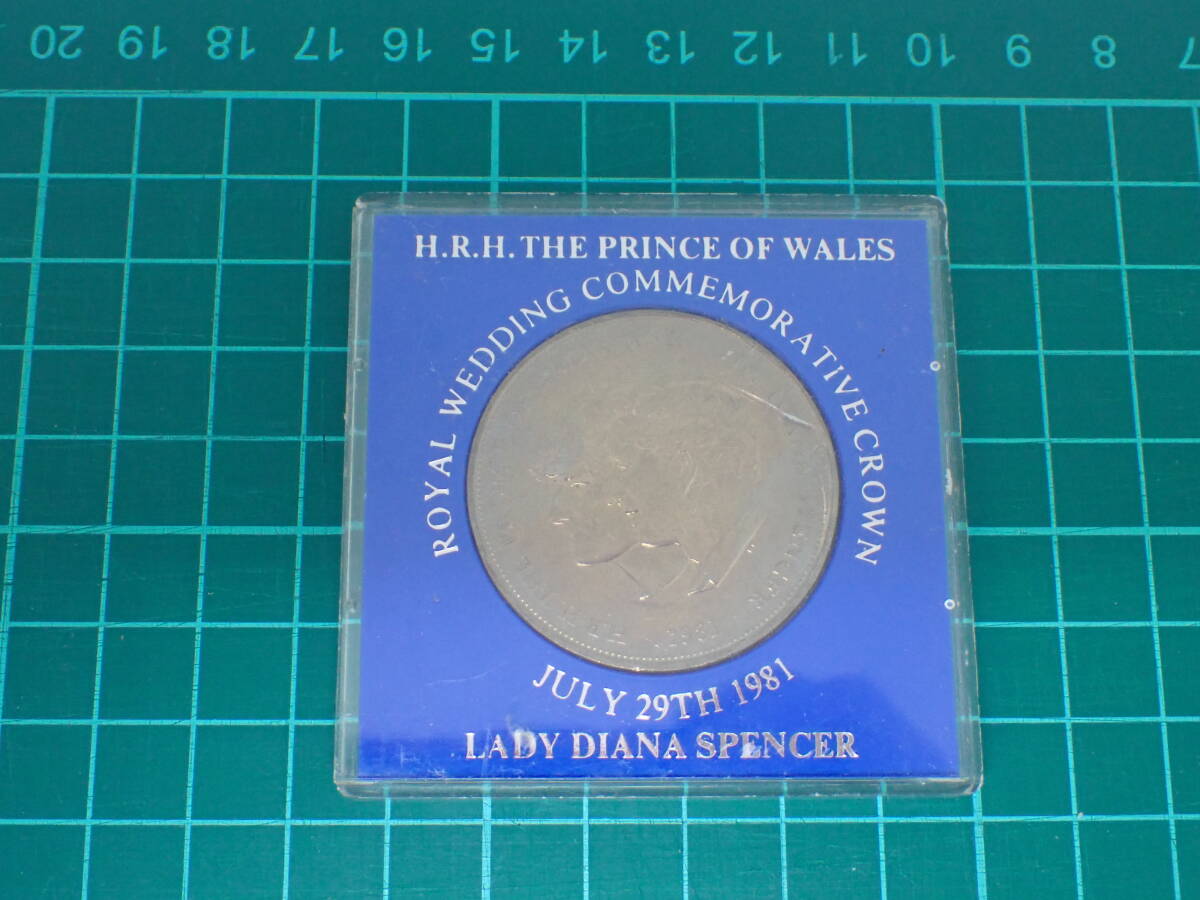 20 19 18 17 16 15 14 13 12 11 10 9 8 7
H.R.H. THE PRINCE OF WALES
ROYAL WEDDING COMMEMORATIVE CROWN
JULY 29TH 1981
LADY DIANA SPENCER